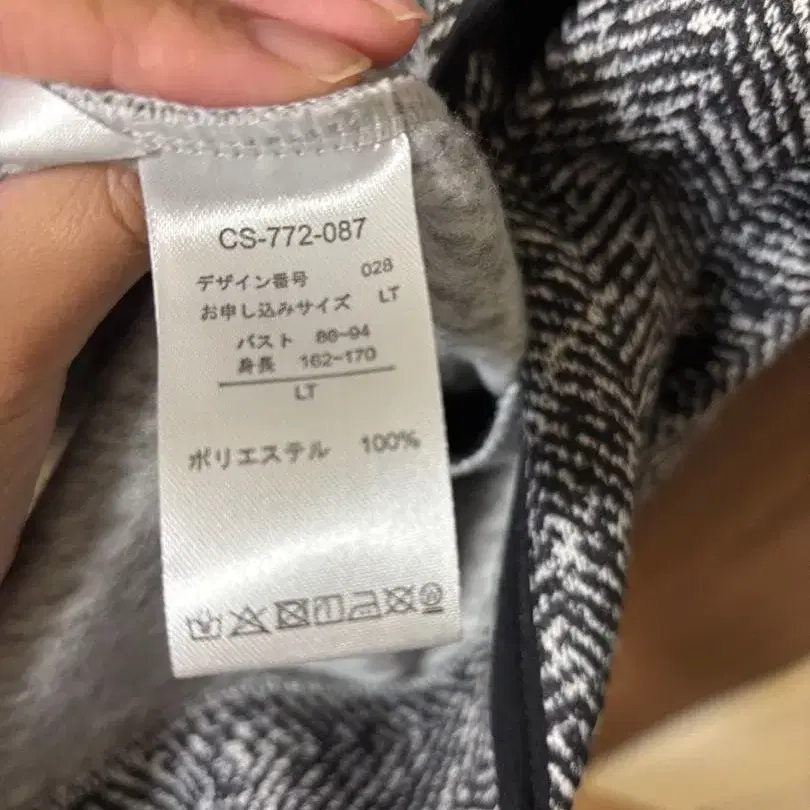 CS-772-087
デザイン番号 028
お申し込みサイズ LT
バスト 86-94
身長 162-170
LT
ポリエステル 100%